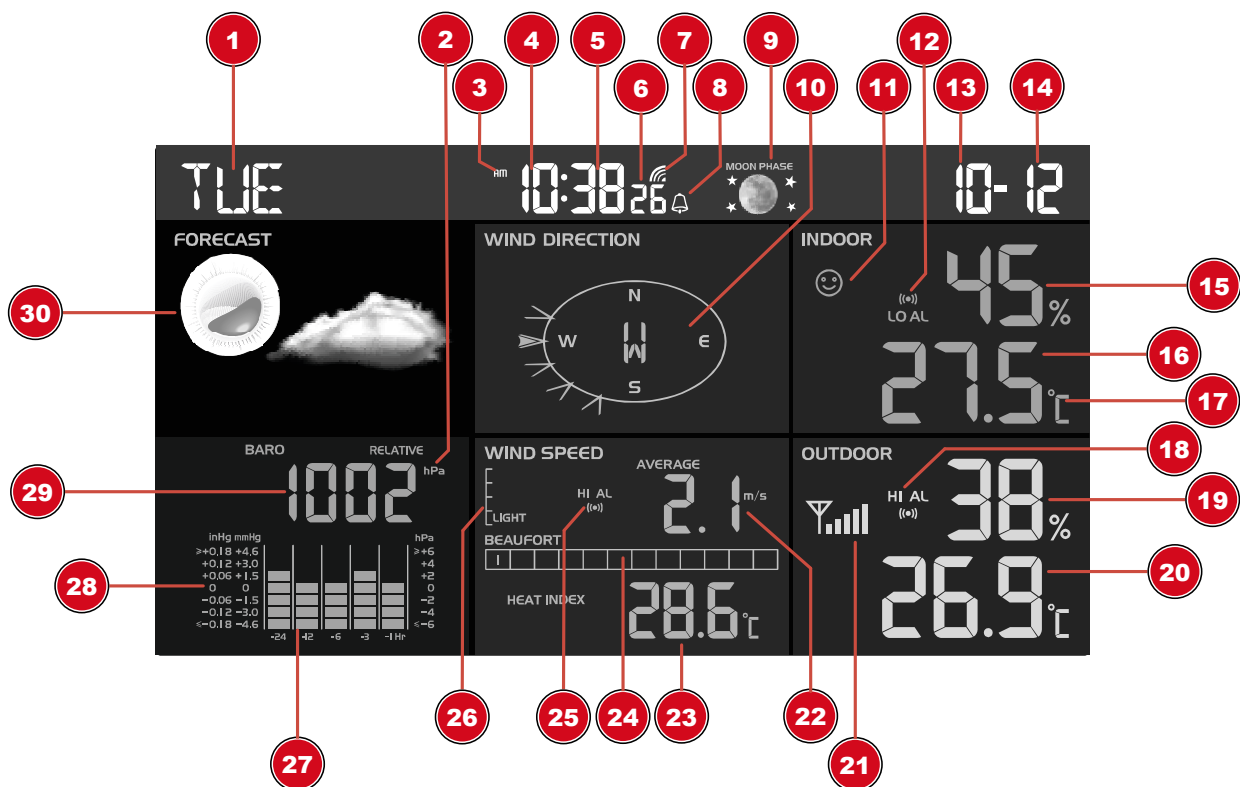 1 2 4 5 7 9 12
3 6 8 10 11 13 14
TUE AM 10:38 26 MOON PHASE 10-12
FORECAST
WIND DIRECTION
N
W W E
S
INDOOR
LO AL
45 %
27.5 °C
15
16
17
30
BARO RELATIVE
1002 hPa
29
inHg mmHg hPa
≥+0.18 +4.6 ≥+6
+0.12 +3.0 +4
+0.06 +1.5 +2
0 0 0
-0.06 -1.5 -2
-0.12 -3.0 -4
≤-0.18 -4.6 ≤-6
-24 -12 -6 -3 -1 Hr
28
WIND SPEED
AVERAGE
HI AL
2.1 m/s
LIGHT
BEAUFORT
1
HEAT INDEX
28.6 °C
OUTDOOR
HI AL
38 %
26.9 °C
18
19
20
26 25 24 23 22
27 21